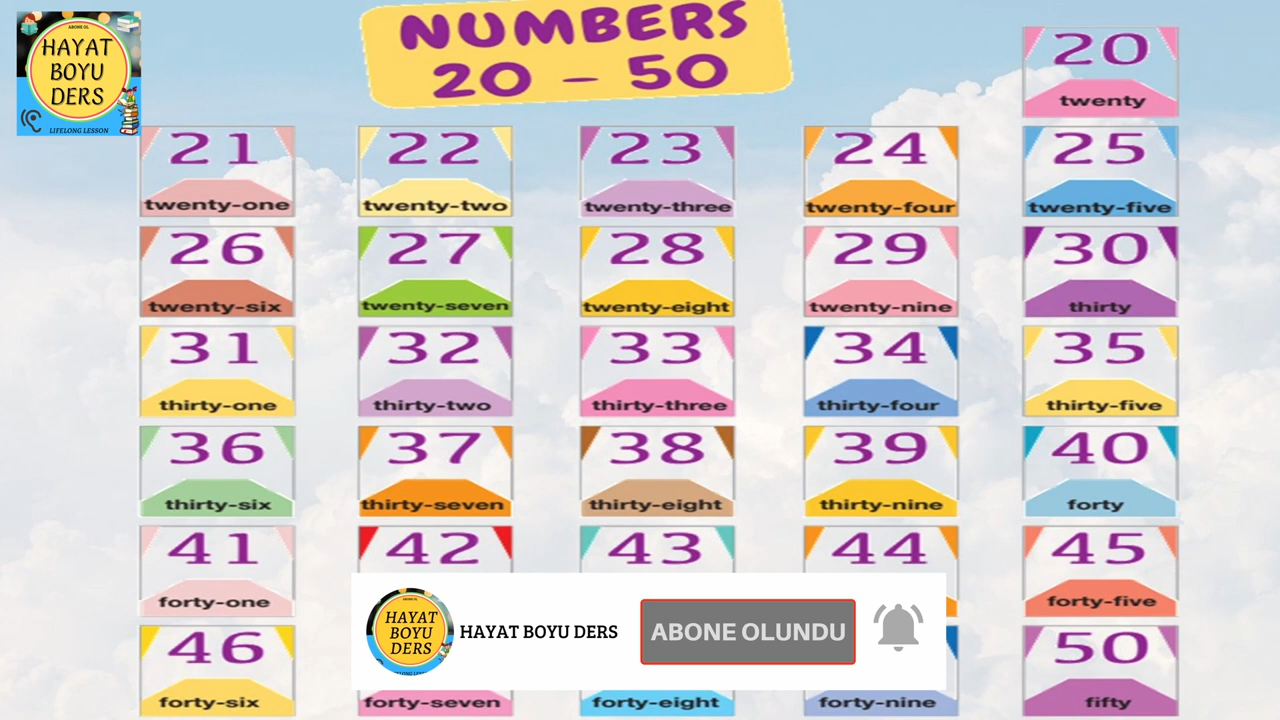 ABONE OL
HAYAT
BOYU
DERS
LIFELONG LESSON
NUMBERS
20 - 50
20
twenty
21 22 23 24 25
twenty-one twenty-two twenty-three twenty-four twenty-five
26 27 28 29 30
twenty-six twenty-seven twenty-eight twenty-nine thirty
31 32 33 34 35
thirty-one thirty-two thirty-three thirty-four thirty-five
36 37 38 39 40
thirty-six thirty-seven thirty-eight thirty-nine forty
41 42 43 44 45
forty-one forty-five
HAYAT
BOYU
DERS
HAYAT BOYU DERS ABONE OLUNDU
46 50
forty-six forty-seven forty-eight forty-nine fifty